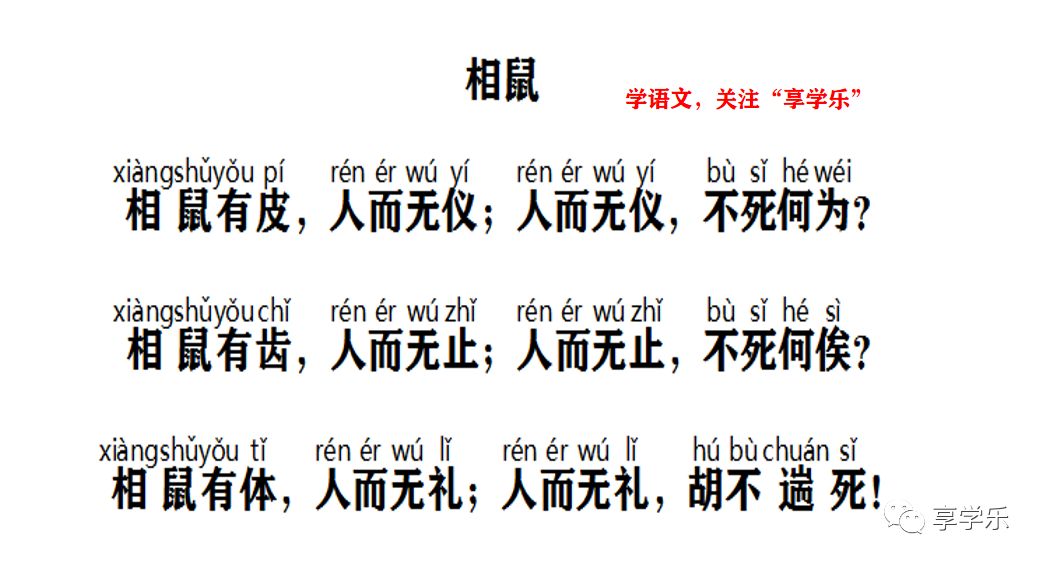 相鼠
学语文，关注“享学乐”
xiàngshǔyǒu pí rén ér wú yí rén ér wú yí bù sǐ hé wéi
相鼠有皮，人而无仪；人而无仪，不死何为？
xiàngshǔyǒuchǐ rén ér wú zhǐ rén ér wú zhǐ bù sǐ hé sì
相鼠有齿，人而无止；人而无止，不死何俟？
xiàngshǔyǒu tǐ rén ér wú lǐ rén ér wú lǐ hú bù chuán sǐ
相鼠有体，人而无礼；人而无礼，胡不遄死！
享学乐